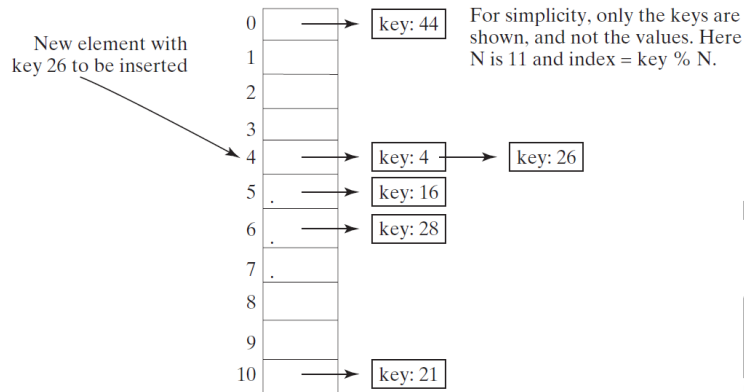 New element with
key 26 to be inserted
For simplicity, only the keys are
shown, and not the values. Here
N is 11 and index = key % N.
0
key: 44
1
2
3
4
key: 4
key: 26
5
key: 16
6
key: 28
7
8
9
10
key: 21